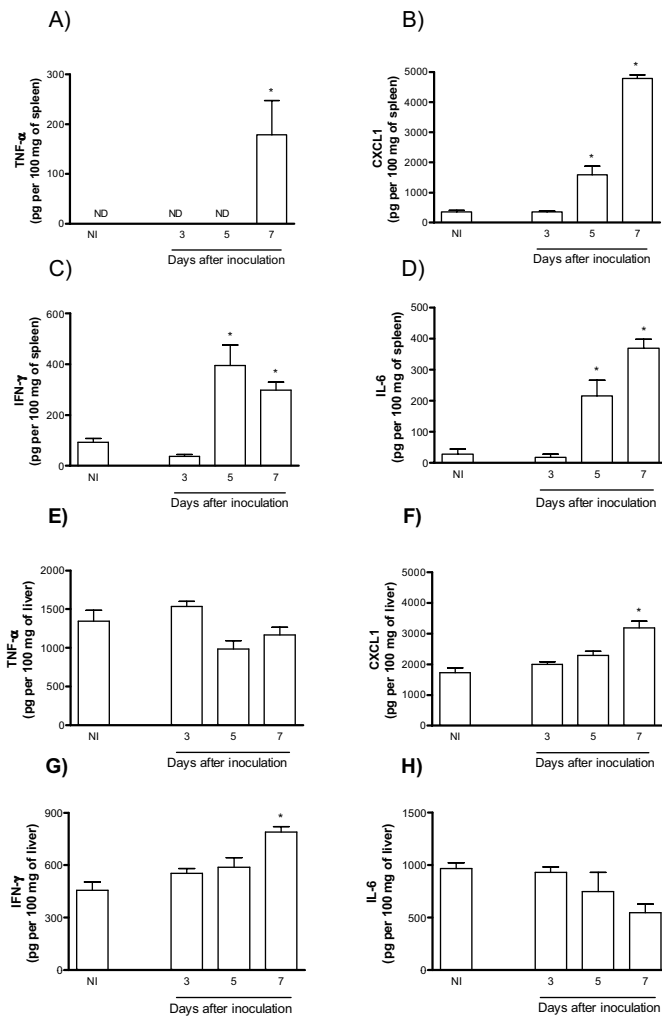 A)
TNF-α
(pg per 100 mg of spleen)
300
200
100
0
*
ND
ND
ND
NI
3
5
7
Days after inoculation
B)
CXCL1
(pg per 100 mg of spleen)
5000
4000
3000
2000
1000
0
*
*
NI
3
5
7
Days after inoculation
C)
IFN-γ
(pg per 100 mg of spleen)
600
400
200
0
*
*
NI
3
5
7
Days after inoculation
D)
IL-6
(pg per 100 mg of spleen)
500
400
300
200
100
0
*
*
NI
3
5
7
Days after inoculation
E)
TNF-α
(pg per 100 mg of liver)
2000
1500
1000
500
0
NI
3
5
7
Days after inoculation
F)
CXCL1
(pg per 100 mg of liver)
5000
4000
3000
2000
1000
0
*
NI
3
5
7
Days after inoculation
G)
IFN-γ
(pg per 100 mg of liver)
900
600
300
0
*
NI
3
5
7
Days after inoculation
H)
IL-6
(pg per 100 mg of liver)
1500
1000
500
0
NI
3
5
7
Days after inoculation